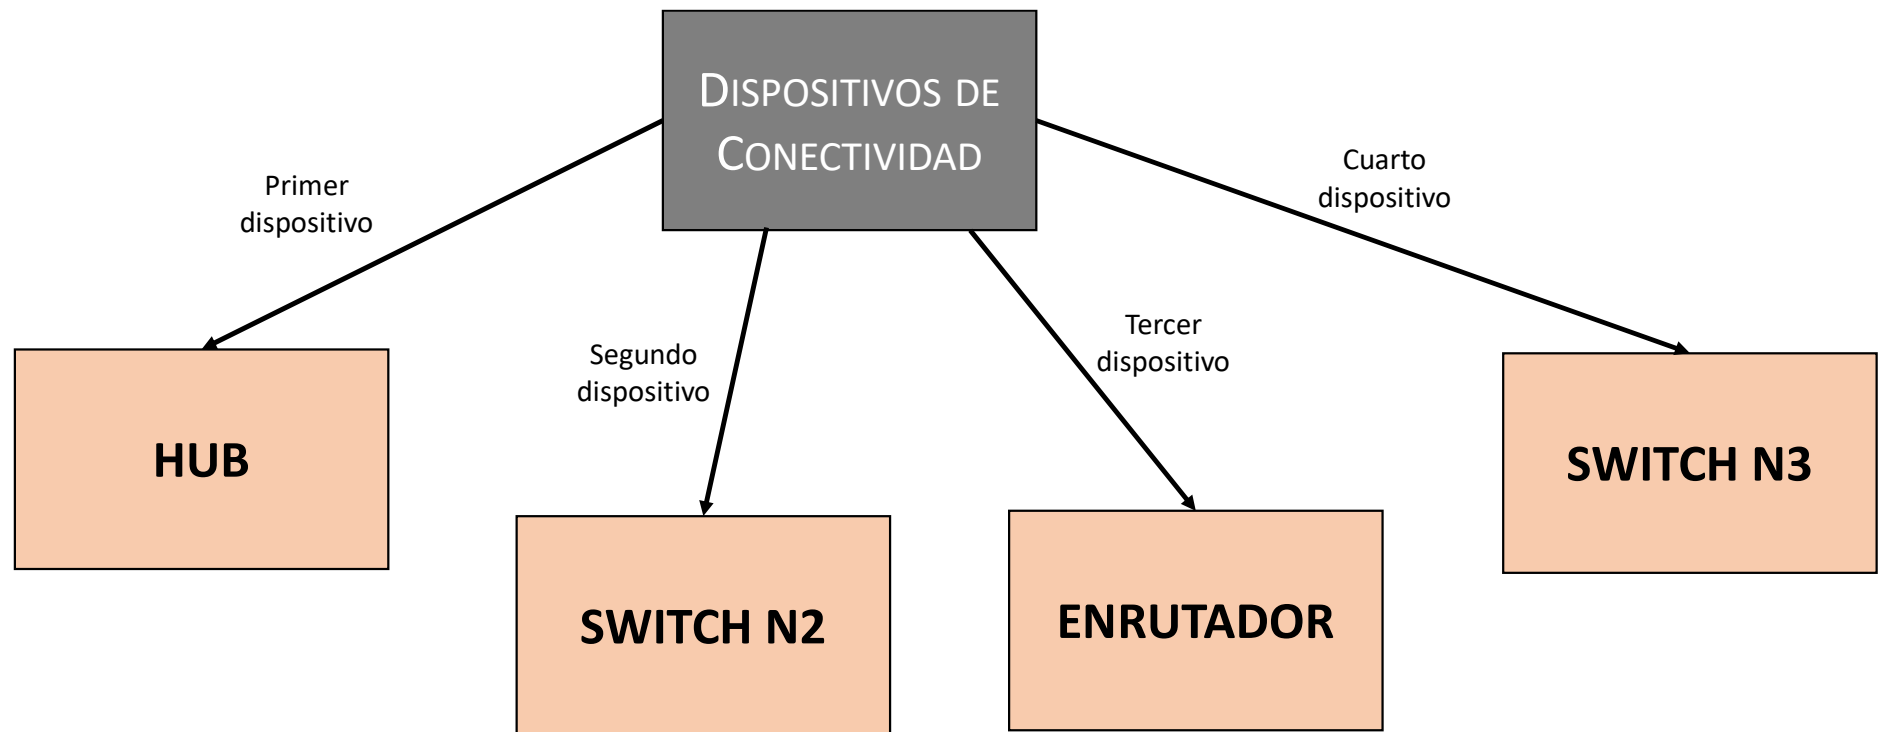 DISPOSITIVOS DE
CONECTIVIDAD
Primer
dispositivo
Segundo
dispositivo
Tercer
dispositivo
Cuarto
dispositivo
HUB
SWITCH N2
ENRUTADOR
SWITCH N3